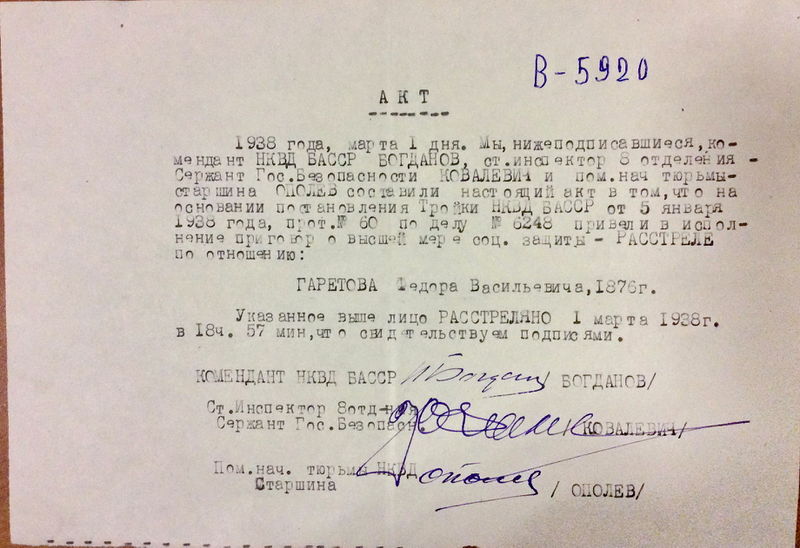 В-5920
АКТ
1938 года, марта 1 дня. Мы, нижеподписавшиеся, ко-
мендант НКВД БАССР БОГДАНОВ, ст.инспектор 8 отделения -
Сержант Гос.Безопасности КОВАЛЕВИЧ и пом.нач тюрьмы-
старшина ОПОЛЕВ составили настоящий акт в том,что на
основании постановления Тройки НКВД БАССР от 5 января
1938 года, прот.№ 60 по делу № 6248 привели в испол-
нение приговор о высшей мере соц. защиты - РАССТРЕЛЕ
по отношению:
ГАРЕТОВА Федора Васильевича,1876г.
Указанное выше лицо РАССТРЕЛЯНО 1 марта 1938г.
в 18ч. 57 мин,что свидетельствуем подписями.
КОМЕНДАНТ НКВД БАССР Богданов / БОГДАНОВ/
Ст.Инспектор 8отд-ния
Сержант Гос.Безопасн. /КОВАЛЕВИЧ/
Пом.нач. тюрьмы НКВД
Старшина ополев / ОПОЛЕВ/